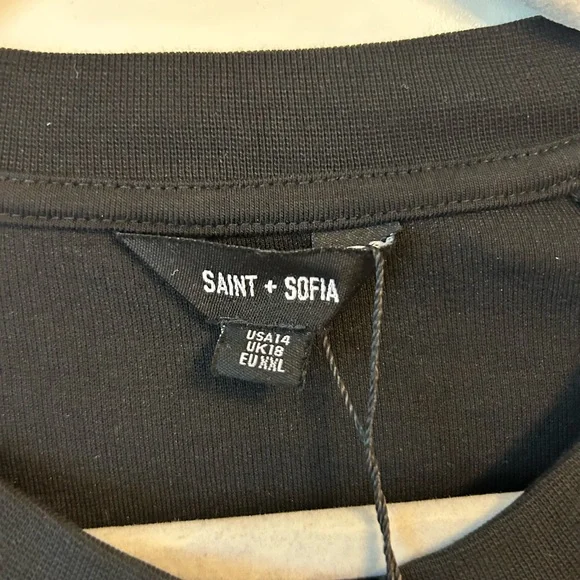 SAINT + SOFIA
USA14
UK18
EU XXL